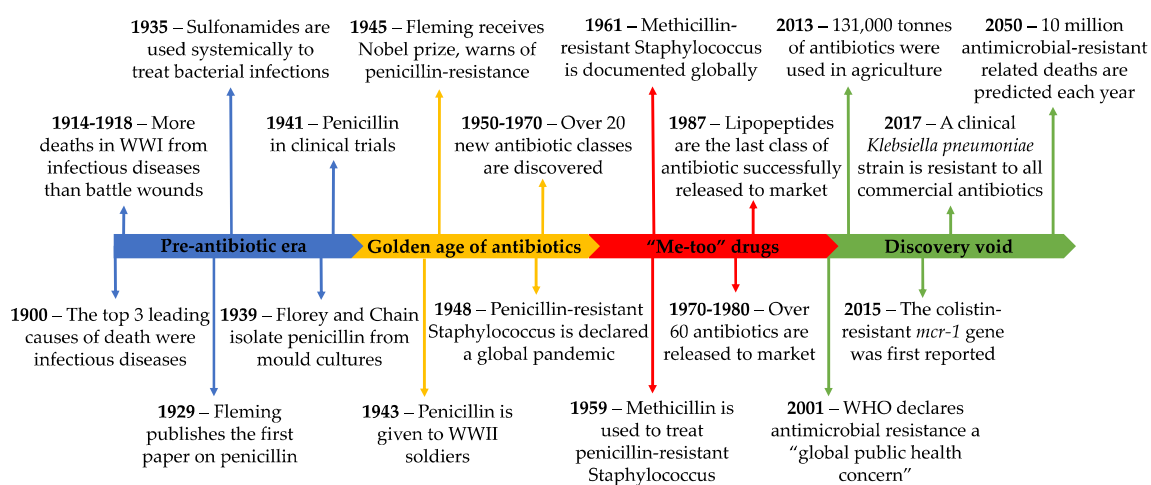 1935 – Sulfonamides are
used systemically to
treat bacterial infections
1945 – Fleming receives
Nobel prize, warns of
penicillin-resistance
1961 – Methicillin-
resistant Staphylococcus
is documented globally
2013 – 131,000 tonnes
of antibiotics were
used in agriculture
2050 – 10 million
antimicrobial-resistant
related deaths are
predicted each year
1914-1918 – More
deaths in WWI from
infectious diseases
than battle wounds
1941 – Penicillin
in clinical trials
1950-1970 – Over 20
new antibiotic classes
are discovered
1987 – Lipopeptides
are the last class of
antibiotic successfully
released to market
2017 – A clinical
Klebsiella pneumoniae
strain is resistant to all
commercial antibiotics
Pre-antibiotic era
Golden age of antibiotics
“Me-too” drugs
Discovery void
1900 – The top 3 leading
causes of death were
infectious diseases
1939 – Florey and Chain
isolate penicillin from
mould cultures
1948 – Penicillin-resistant
Staphylococcus is declared
a global pandemic
1970-1980 – Over
60 antibiotics are
released to market
2015 – The colistin-
resistant mcr-1 gene
was first reported
1929 – Fleming
publishes the first
paper on penicillin
1943 – Penicillin is
given to WWII
soldiers
1959 – Methicillin is
used to treat
penicillin-resistant
Staphylococcus
2001 – WHO declares
antimicrobial resistance a
“global public health
concern”